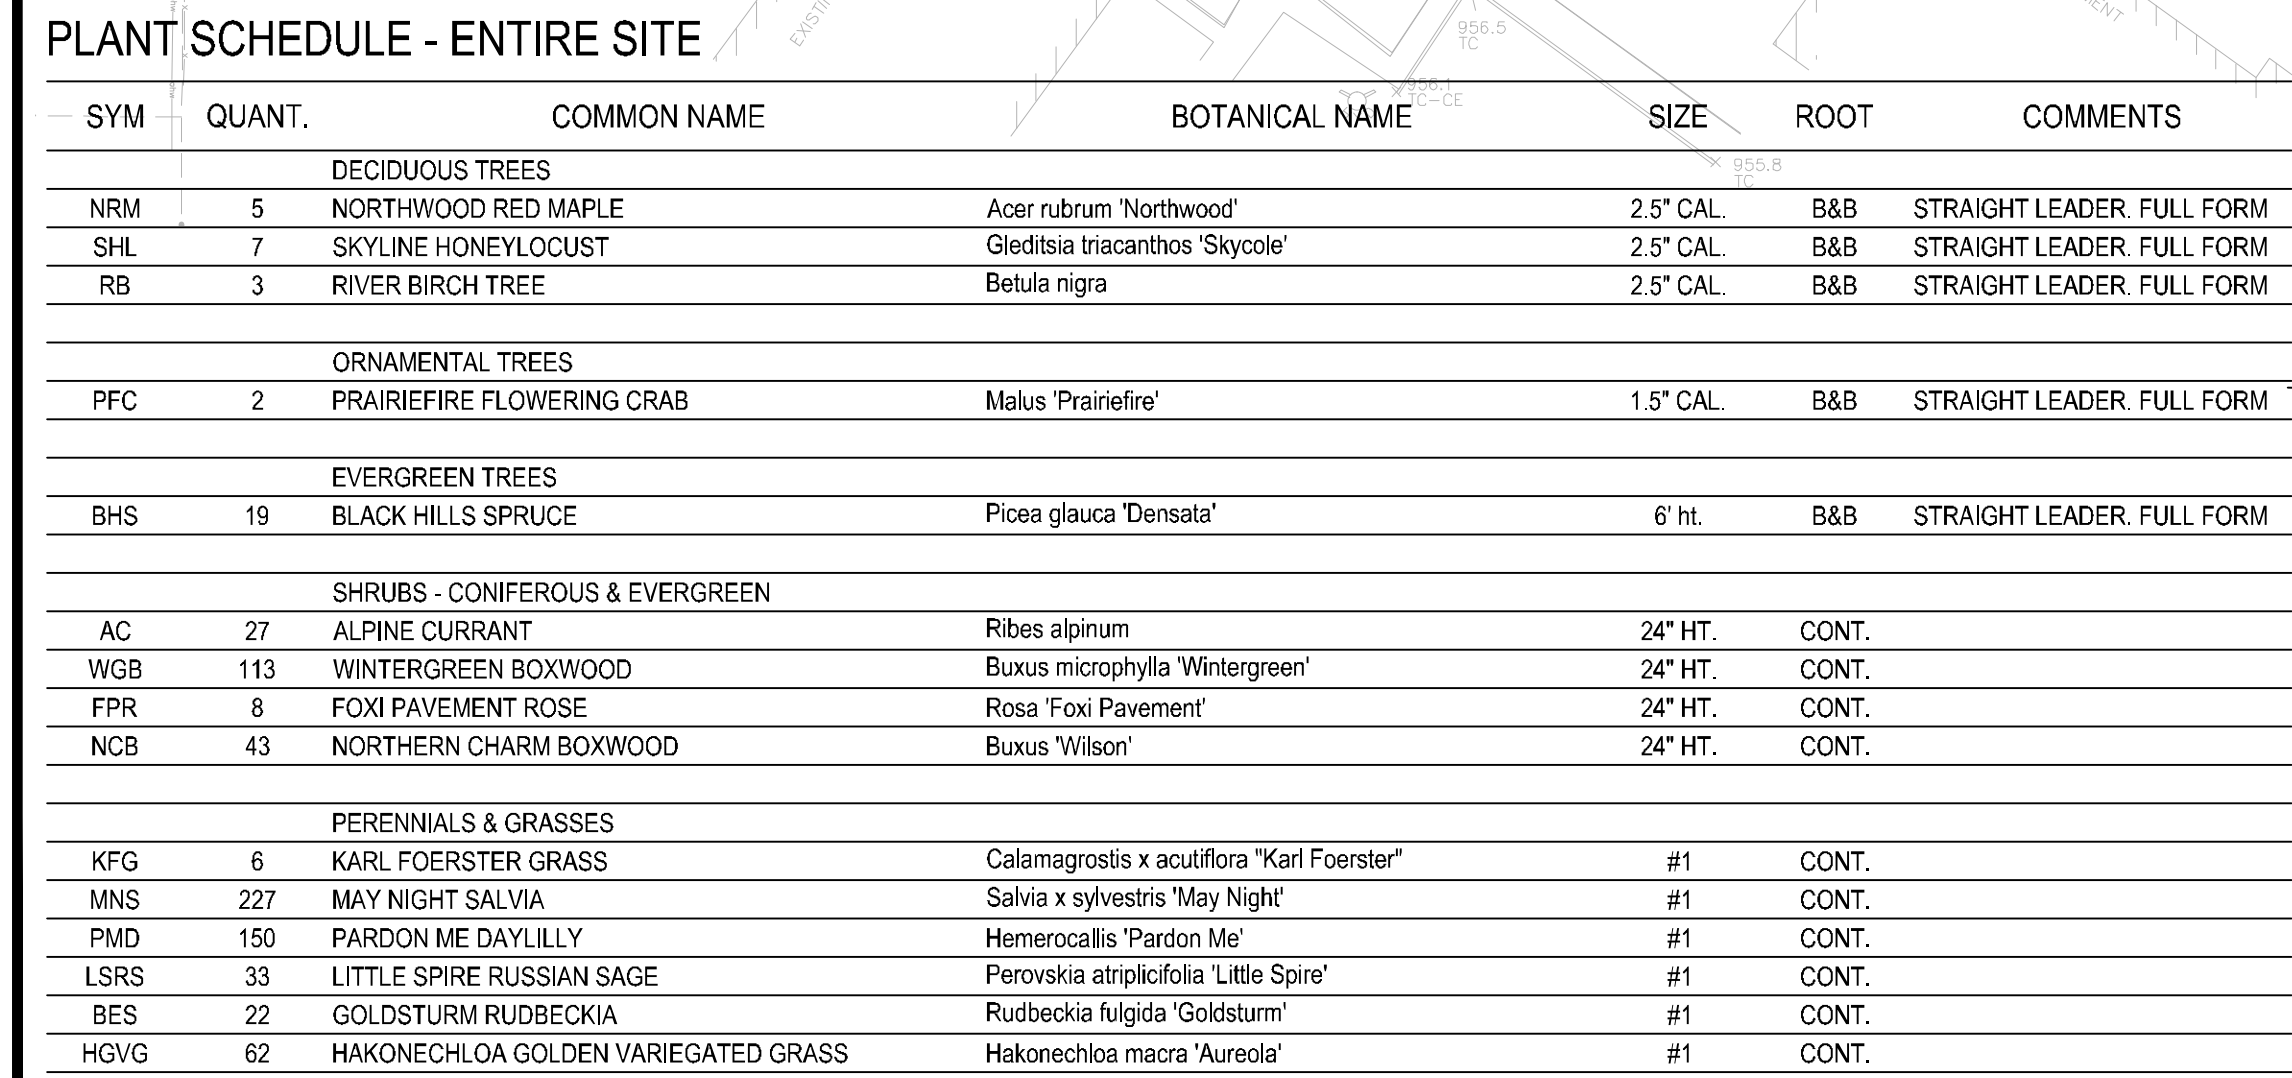 PLANT SCHEDULE - ENTIRE SITE
956.5
TC
956.1
TC-CE
SYM QUANT. COMMON NAME BOTANICAL NAME SIZE ROOT COMMENTS
955.8
TC
DECIDUOUS TREES
NRM 5 NORTHWOOD RED MAPLE Acer rubrum 'Northwood' 2.5" CAL. B&B STRAIGHT LEADER. FULL FORM
SHL 7 SKYLINE HONEYLOCUST Gleditsia triacanthos 'Skycole' 2.5" CAL. B&B STRAIGHT LEADER. FULL FORM
RB 3 RIVER BIRCH TREE Betula nigra 2.5" CAL. B&B STRAIGHT LEADER. FULL FORM
ORNAMENTAL TREES
PFC 2 PRAIRIEFIRE FLOWERING CRAB Malus 'Prairiefire' 1.5" CAL. B&B STRAIGHT LEADER. FULL FORM
EVERGREEN TREES
BHS 19 BLACK HILLS SPRUCE Picea glauca 'Densata' 6' ht. B&B STRAIGHT LEADER. FULL FORM
SHRUBS - CONIFEROUS & EVERGREEN
AC 27 ALPINE CURRANT Ribes alpinum 24" HT. CONT.
WGB 113 WINTERGREEN BOXWOOD Buxus microphylla 'Wintergreen' 24" HT. CONT.
FPR 8 FOXI PAVEMENT ROSE Rosa 'Foxi Pavement' 24" HT. CONT.
NCB 43 NORTHERN CHARM BOXWOOD Buxus 'Wilson' 24" HT. CONT.
PERENNIALS & GRASSES
KFG 6 KARL FOERSTER GRASS Calamagrostis x acutiflora "Karl Foerster" #1 CONT.
MNS 227 MAY NIGHT SALVIA Salvia x sylvestris 'May Night' #1 CONT.
PMD 150 PARDON ME DAYLILLY Hemerocallis 'Pardon Me' #1 CONT.
LSRS 33 LITTLE SPIRE RUSSIAN SAGE Perovskia atriplicifolia 'Little Spire' #1 CONT.
BES 22 GOLDSTURM RUDBECKIA Rudbeckia fulgida 'Goldsturm' #1 CONT.
HGVG 62 HAKONECHLOA GOLDEN VARIEGATED GRASS Hakonechloa macra 'Aureola' #1 CONT.